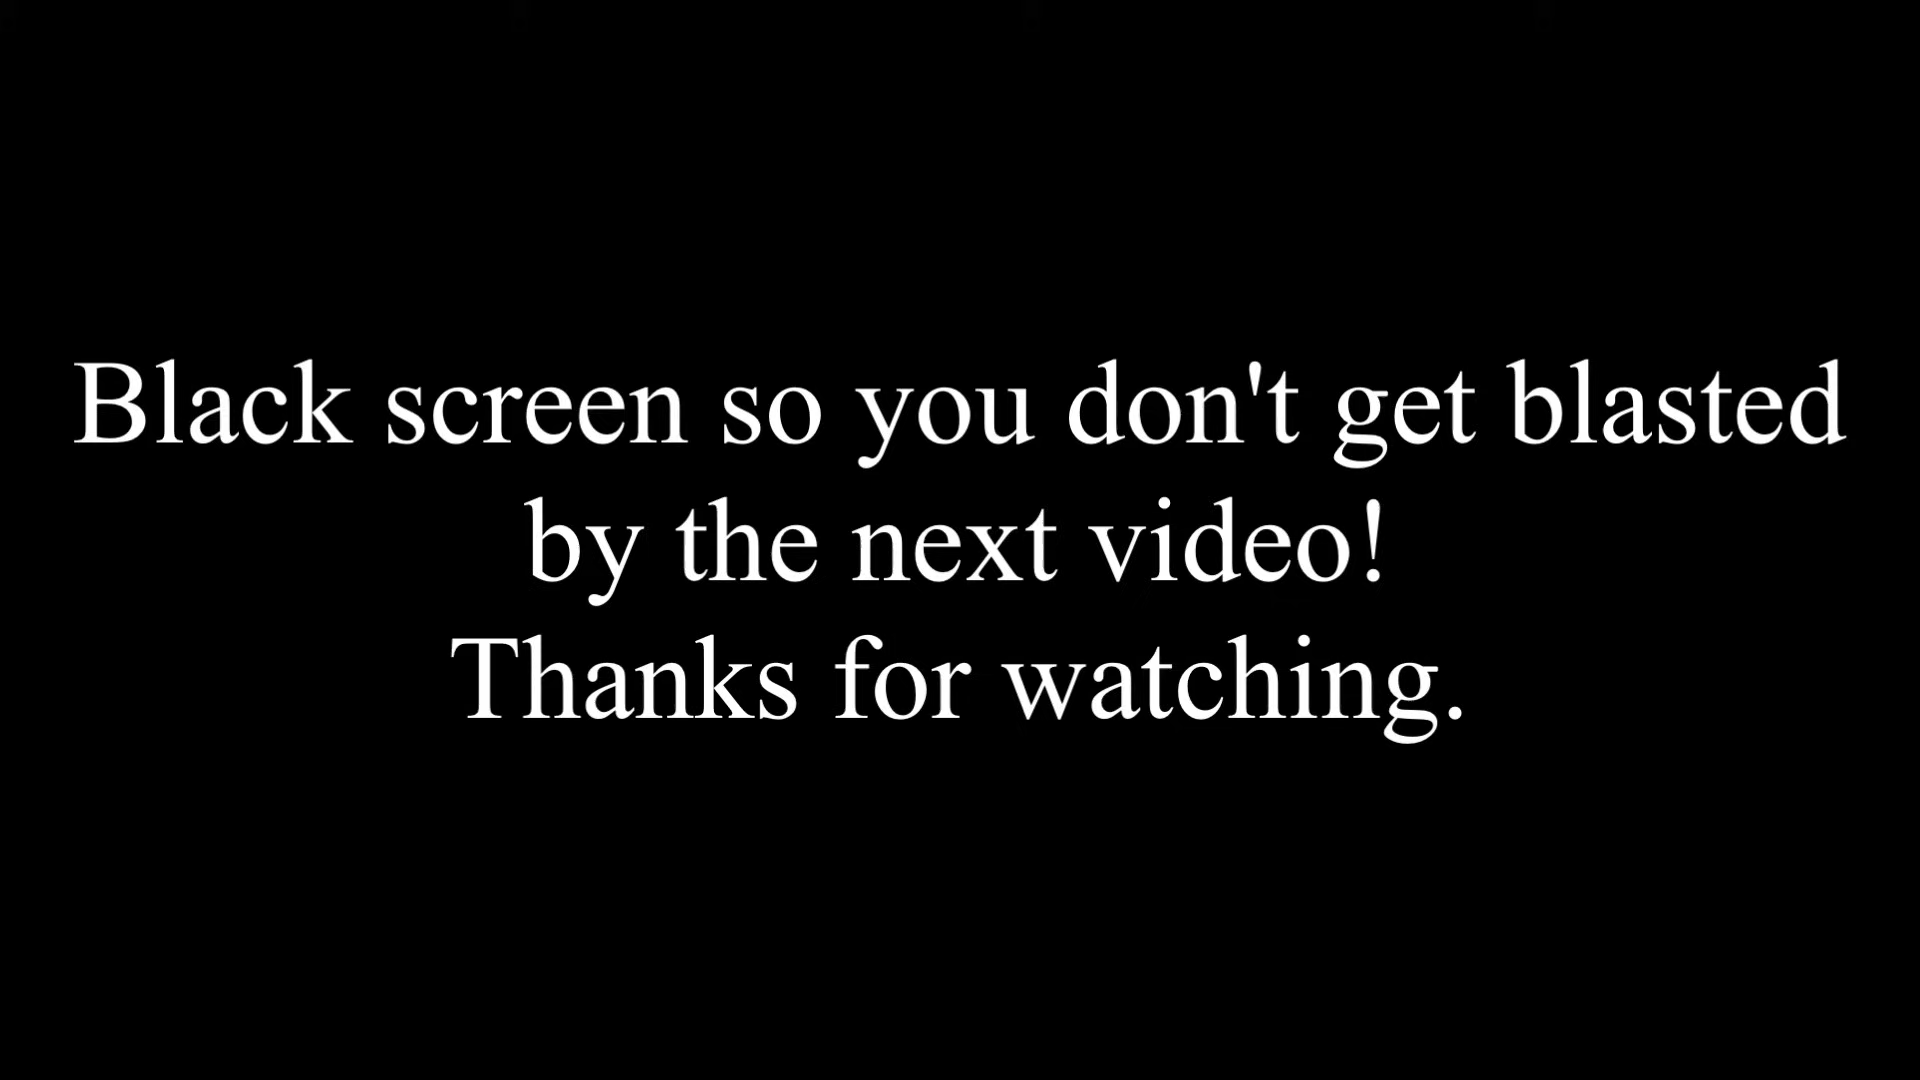 Black screen so you don't get blasted
by the next video!
Thanks for watching.